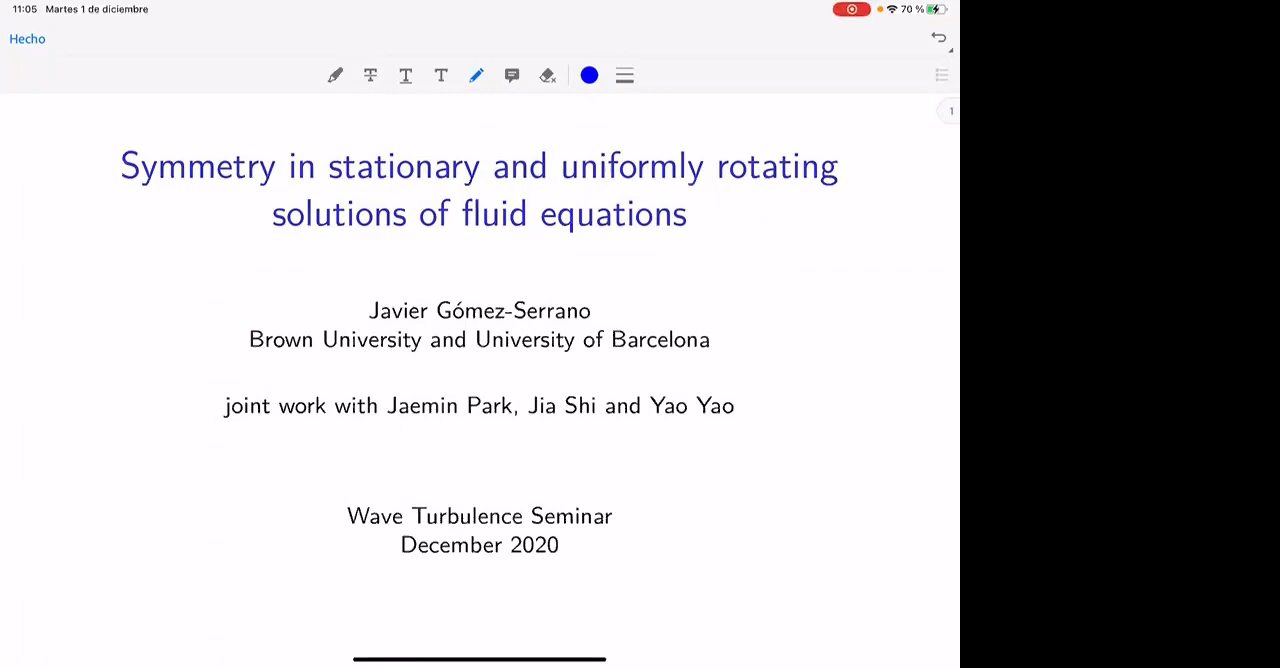 11:05 Martes 1 de diciembre
70 %
Hecho
T T T
1
Symmetry in stationary and uniformly rotating
solutions of fluid equations
Javier Gómez-Serrano
Brown University and University of Barcelona
joint work with Jaemin Park, Jia Shi and Yao Yao
Wave Turbulence Seminar
December 2020